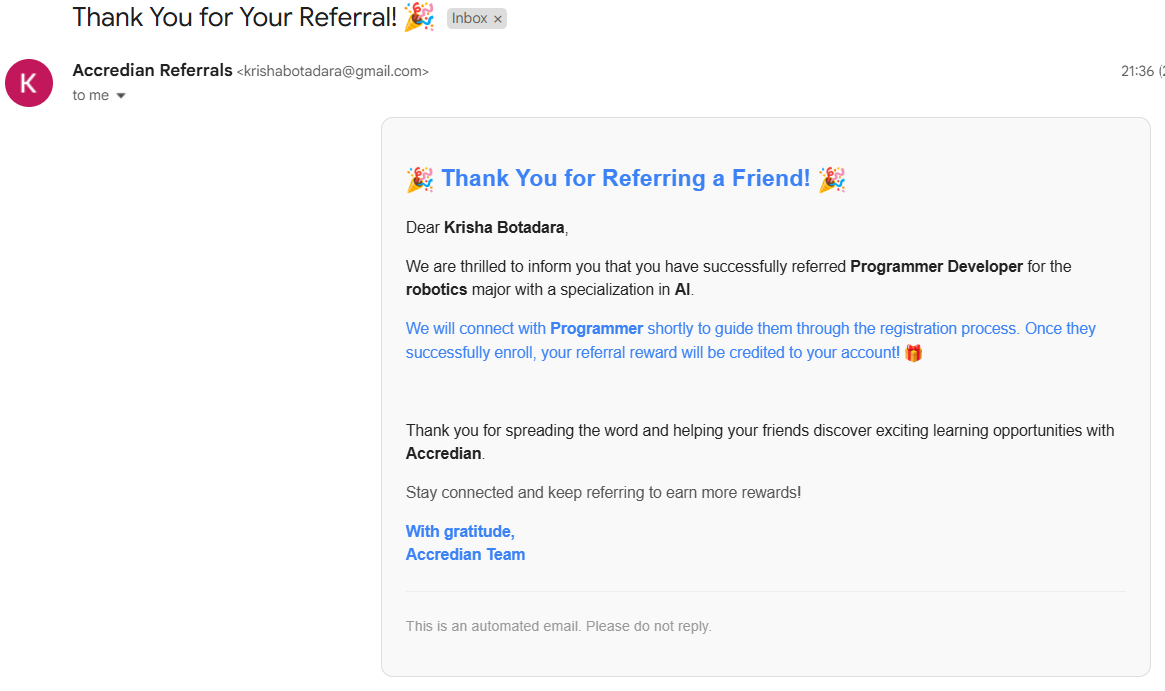 Thank You for Your Referral! 🎉 Inbox ×
K
Accredian Referrals <krishabotadara@gmail.com>
21:36 (
to me
🎉 Thank You for Referring a Friend! 🎉
Dear Krisha Botadara,
We are thrilled to inform you that you have successfully referred Programmer Developer for the
robotics major with a specialization in AI.
We will connect with Programmer shortly to guide them through the registration process. Once they
successfully enroll, your referral reward will be credited to your account! 🎁
Thank you for spreading the word and helping your friends discover exciting learning opportunities with
Accredian.
Stay connected and keep referring to earn more rewards!
With gratitude,
Accredian Team
This is an automated email. Please do not reply.